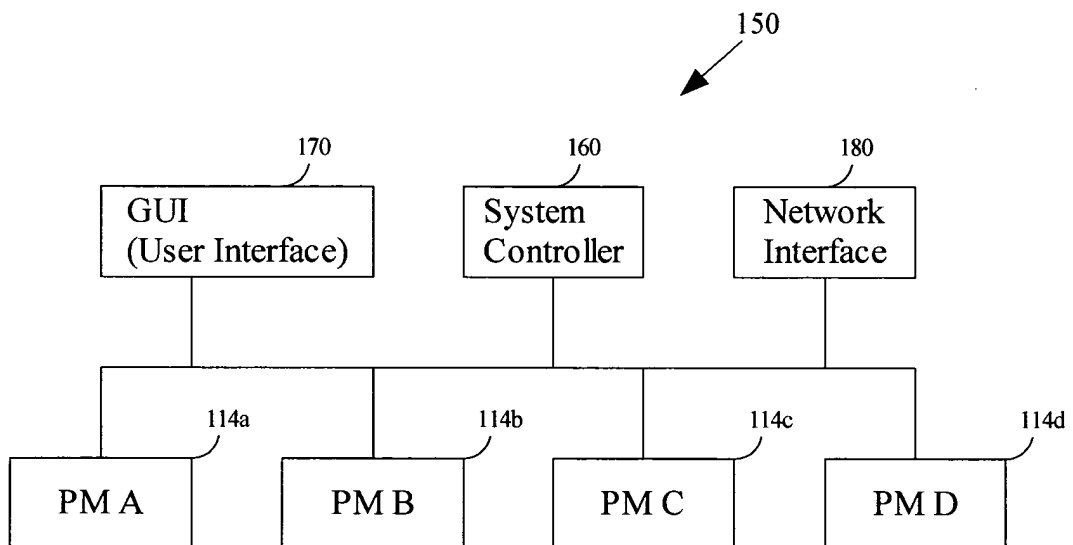 150
170
160
180
GUI
(User Interface)
System
Controller
Network
Interface
114a
114b
114c
114d
PM A
PM B
PM C
PM D